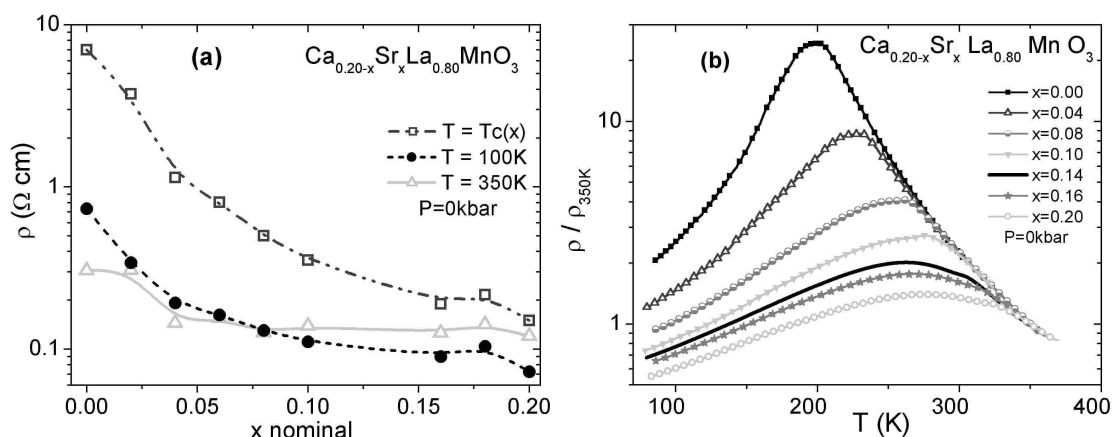 10
1
0.1
ρ (Ω cm)
(a)
Ca0.20-xSrxLa0.80MnO3
T = Tc(x)
T = 100K
T = 350K
P=0kbar
0.00
0.05
0.10
0.15
0.20
x nominal
10
1
ρ / ρ350K
(b)
Ca0.20-xSrxLa0.80 Mn O3
x=0.00
x=0.04
x=0.08
x=0.10
x=0.14
x=0.16
x=0.20
P=0kbar
100
200
300
400
T (K)